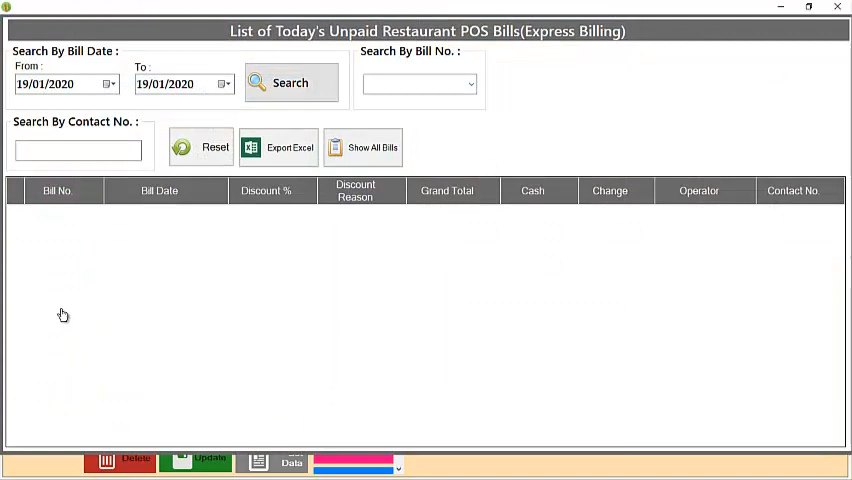 List of Today's Unpaid Restaurant POS Bills(Express Billing)
Search By Bill Date :
Search By Bill No. :
From :
To :
19/01/2020
19/01/2020
Search
Search By Contact No. :
Reset
Export Excel
Show All Bills
Bill No.
Bill Date
Discount %
Discount
Reason
Grand Total
Cash
Change
Operator
Contact No.
Delete
Update
Data